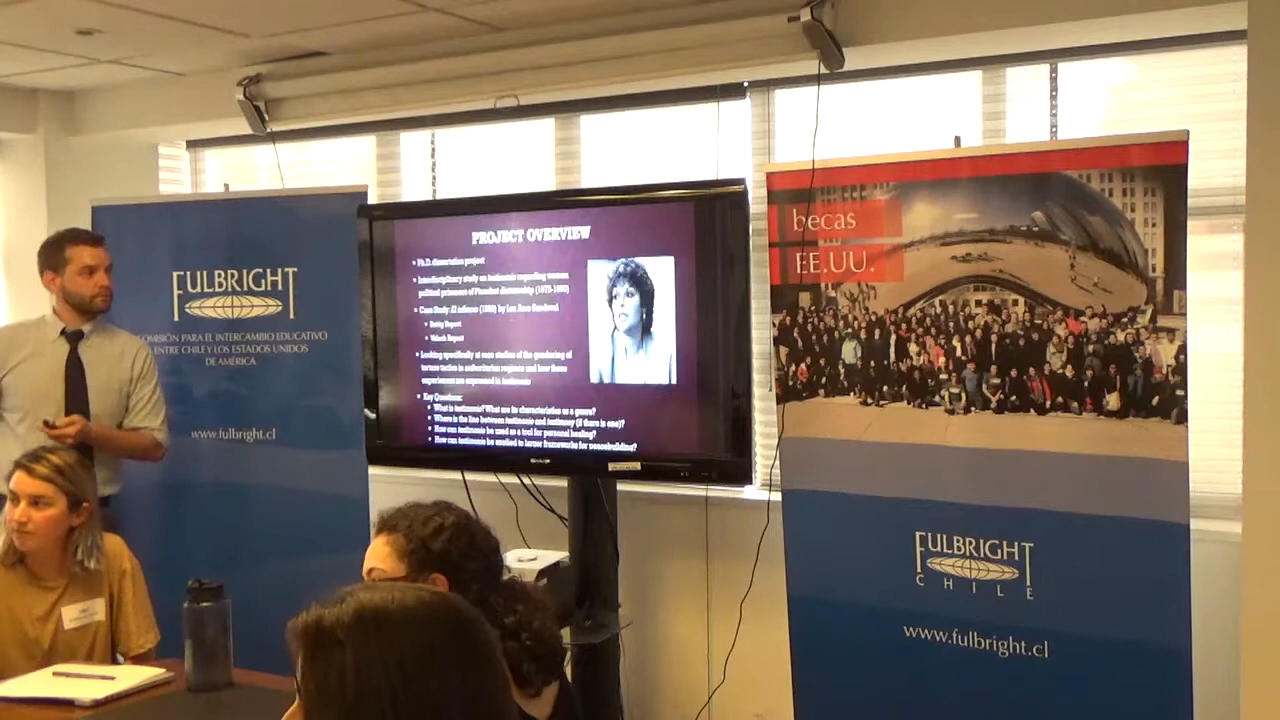 FULBRIGHT
COMISIÓN PARA EL INTERCAMBIO EDUCATIVO
ENTRE CHILE Y LOS ESTADOS UNIDOS
DE AMÉRICA
www.fulbright.cl
PROJECT OVERVIEW
Ph.D. dissertation project
Interdisciplinary study on testimonio regarding women
political prisoners of Pinochet dictatorship (1973-1990)
Case Study: El infierno (1993) by Luz Arce Sandoval
Rettig Report
Valech Report
Looking specifically at case studies of the gendering of
torture tactics in authoritarian regimes and how these
experiences are expressed in testimonio
Key Questions:
What is testimonio? What are its characteristics as a genre?
Where is the line between testimonio and testimony (if there is one)?
How can testimonio be used as a tool for personal healing?
How can testimonio be applied to larger frameworks for peacebuilding?
SHARP
becas
EE.UU.
FULBRIGHT
CHILE
www.fulbright.cl